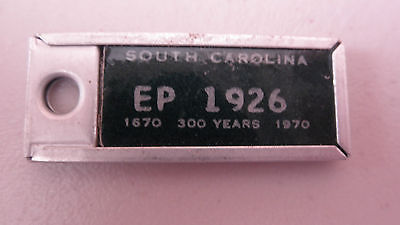 SOUTH CAROLINA
EP 1926
1670 300 YEARS 1970